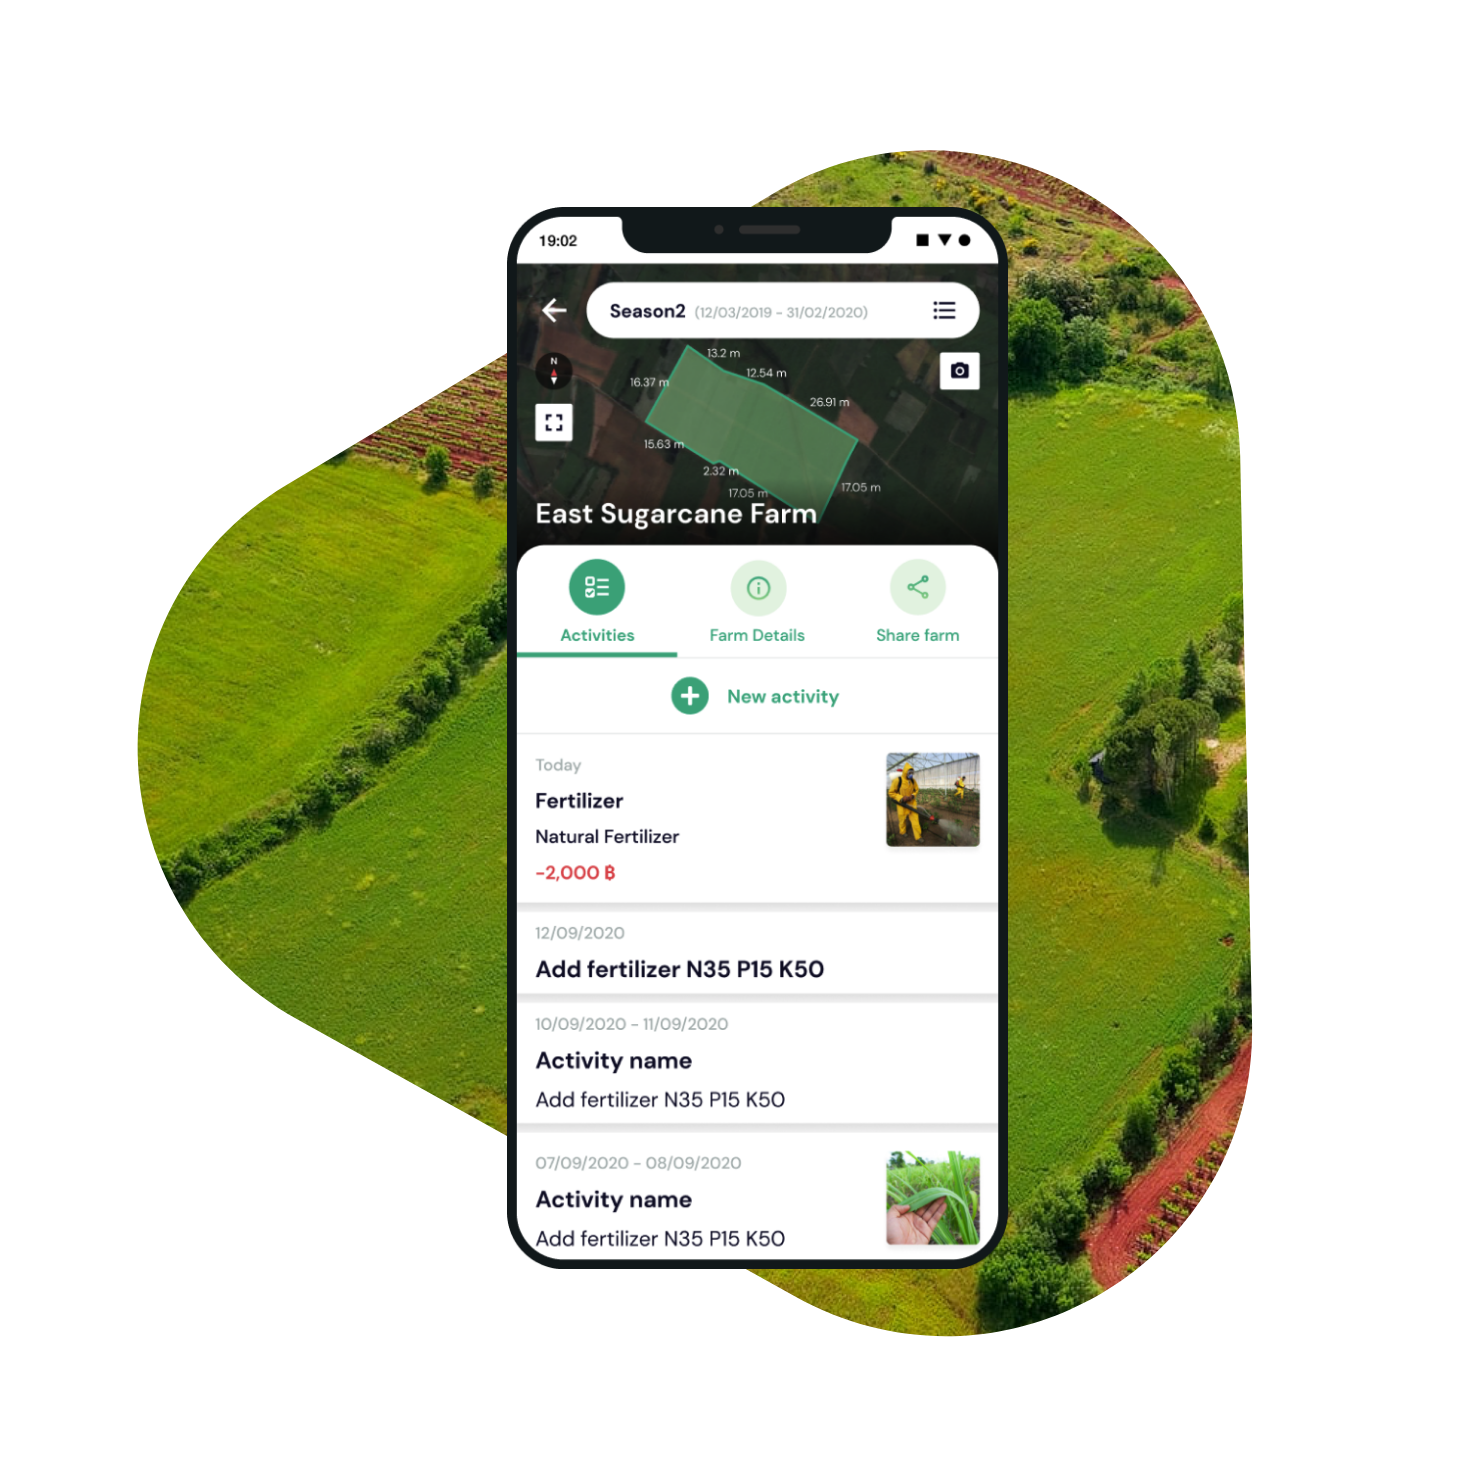 19:02
Season2 (12/03/2019 - 31/02/2020)
N
13.2 m
12.54 m
16.37 m
26.91 m
15.63 m
2.32 m
17.05 m
17.05 m
East Sugarcane Farm
Activities
Farm Details
Share farm
New activity
Today
Fertilizer
Natural Fertilizer
-2,000 ฿
12/09/2020
Add fertilizer N35 P15 K50
10/09/2020 - 11/09/2020
Activity name
Add fertilizer N35 P15 K50
07/09/2020 - 08/09/2020
Activity name
Add fertilizer N35 P15 K50